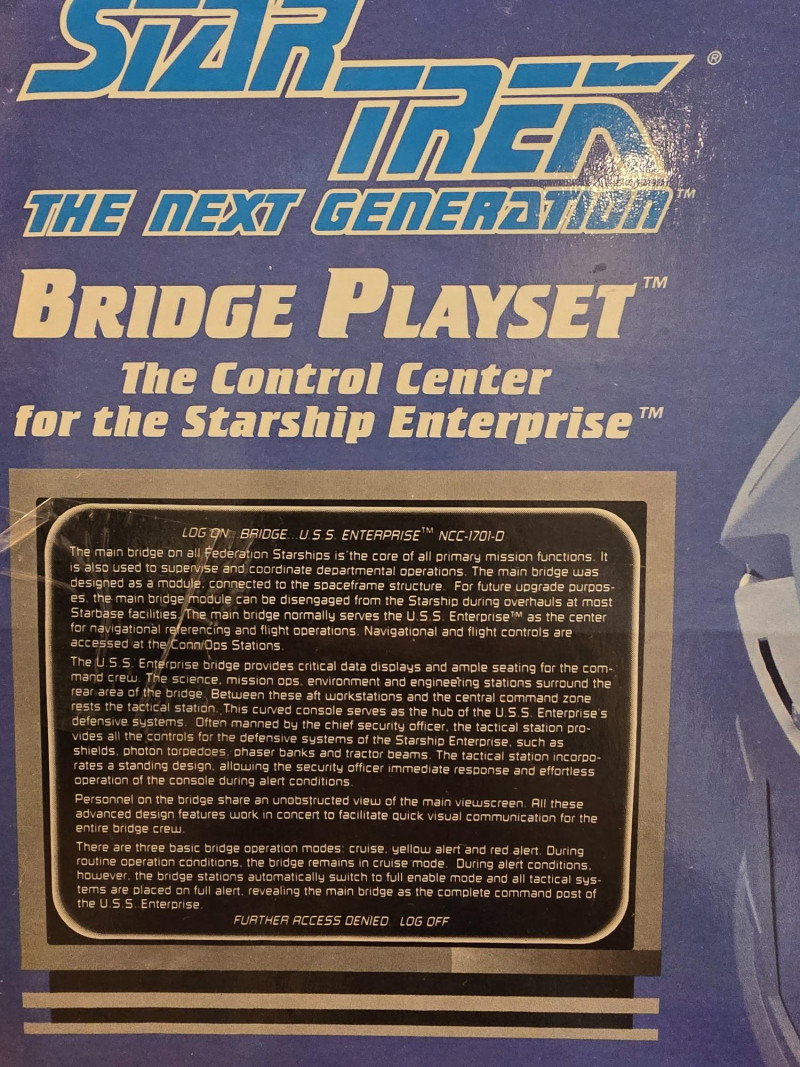 STAR
TREK®
THE NEXT GENERATION™
BRIDGE PLAYSET™
The Control Center
for the Starship Enterprise™
LOG ON... BRIDGE... U.S.S. ENTERPRISE™ NCC-1701-D
The main bridge on all Federation Starships is the core of all primary mission functions. It
is also used to supervise and coordinate departmental operations. The main bridge was
designed as a module, connected to the spaceframe structure. For future upgrade purpos-
es, the main bridge module can be disengaged from the Starship during overhauls at most
Starbase facilities. The main bridge normally serves the U.S.S. Enterprise™ as the center
for navigational referencing and flight operations. Navigational and flight controls are
accessed at the Conn/Ops Stations.
The U.S.S. Enterprise bridge provides critical data displays and ample seating for the com-
mand crew. The science, mission ops, environment and engineering stations surround the
rear area of the bridge. Between these aft workstations and the central command zone
rests the tactical station. This curved console serves as the hub of the U.S.S. Enterprise's
defensive systems. Often manned by the chief security officer, the tactical station pro-
vides all the controls for the defensive systems of the Starship Enterprise, such as
shields, photon torpedoes, phaser banks and tractor beams. The tactical station incorpo-
rates a standing design, allowing the security officer immediate response and effortless
operation of the console during alert conditions.
Personnel on the bridge share an unobstructed view of the main viewscreen. All these
advanced design features work in concert to facilitate quick visual communication for the
entire bridge crew.
There are three basic bridge operation modes: cruise, yellow alert and red alert. During
routine operation conditions, the bridge remains in cruise mode. During alert conditions,
however, the bridge stations automatically switch to full enable mode and all tactical sys-
tems are placed on full alert, revealing the main bridge as the complete command post of
the U.S.S. Enterprise.
FURTHER ACCESS DENIED. LOG OFF